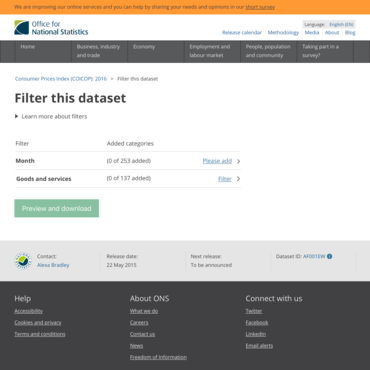 We are improving our online services and you can help by sharing your needs and opinions in our short survey
Office for
National Statistics
Language: English (EN)
Release calendar Methodology Media About Blog
Home
Business, industry and trade
Economy
Employment and labour market
People, population and community
Taking part in a survey?
Consumer Prices Index (COICOP): 2016 > Filter this dataset
Filter this dataset
Learn more about filters
Filter Added categories
Month (0 of 253 added) Please add
Goods and services (0 of 137 added) Filter
Preview and download
Contact:
Alexa Bradley
Release date:
22 May 2015
Next release:
To be announced
Dataset ID: AF001EW
Help
Accessibility
Cookies and privacy
Terms and conditions
About ONS
What we do
Careers
Contact us
News
Freedom of Information
Connect with us
Twitter
Facebook
LinkedIn
Email alerts